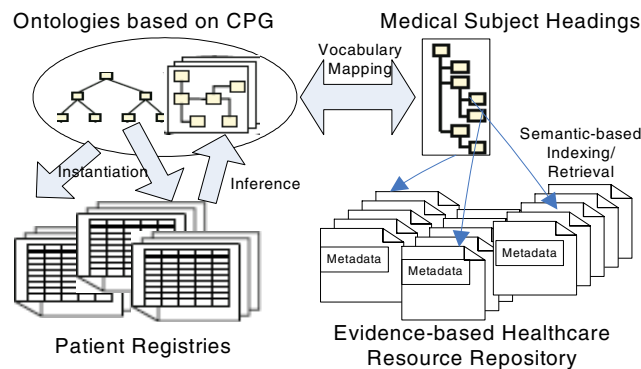 Ontologies based on CPG
Medical Subject Headings
Vocabulary
Mapping
Semantic-based
Indexing/
Retrieval
Instantiation
Inference
Metadata
Metadata
Metadata
Patient Registries
Evidence-based Healthcare
Resource Repository